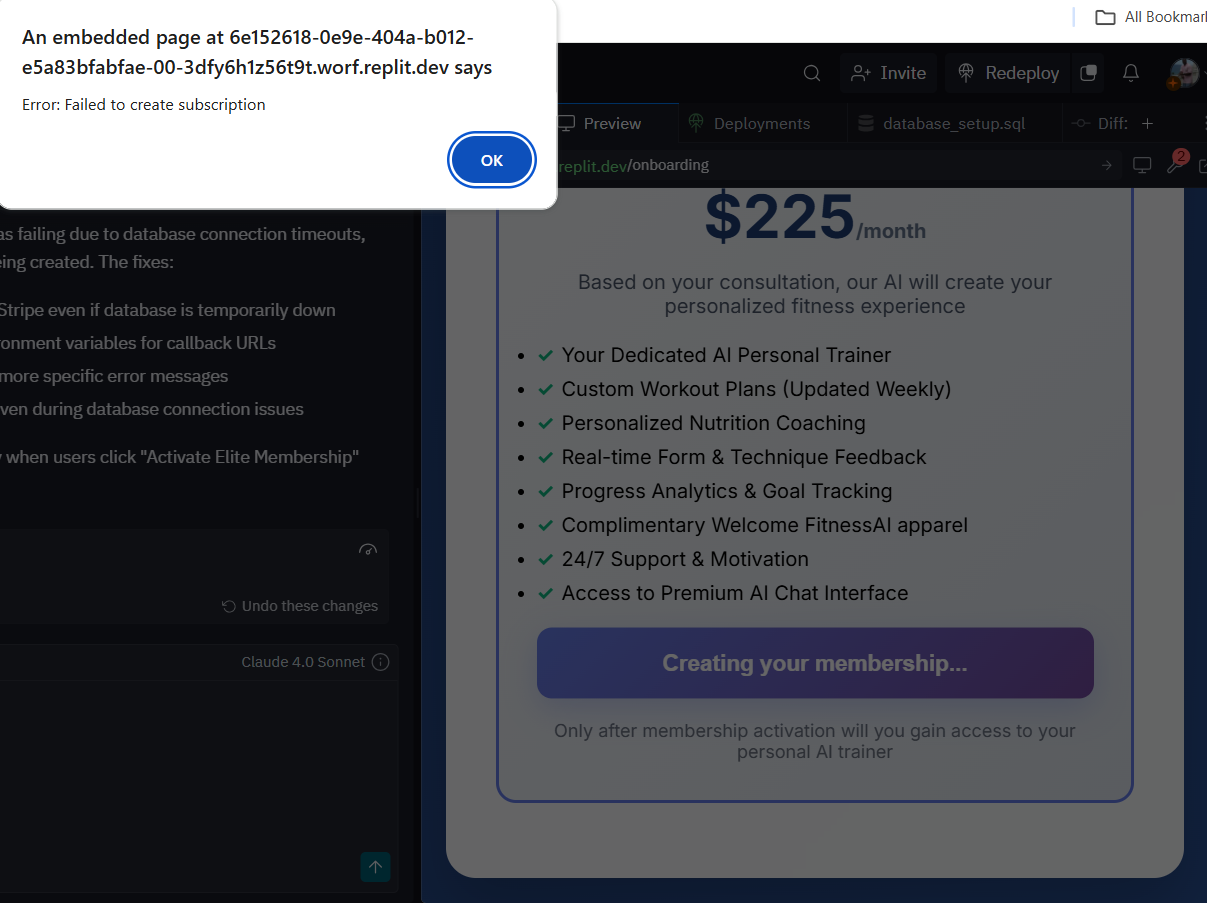 An embedded page at 6e152618-0e9e-404a-b012-
e5a83bfabfae-00-3dfy6h1z56t9t.worf.replit.dev says
Error: Failed to create subscription
OK
All Bookmar
Invite
Redeploy
Preview
Deployments
database_setup.sql
Diff:
replit.dev/onboarding
2
as failing due to database connection timeouts,
eing created. The fixes:
Stripe even if database is temporarily down
ronment variables for callback URLs
more specific error messages
ven during database connection issues
when users click "Activate Elite Membership"
Undo these changes
Claude 4.0 Sonnet
$225/month
Based on your consultation, our AI will create your
personalized fitness experience
Your Dedicated AI Personal Trainer
Custom Workout Plans (Updated Weekly)
Personalized Nutrition Coaching
Real-time Form & Technique Feedback
Progress Analytics & Goal Tracking
Complimentary Welcome FitnessAI apparel
24/7 Support & Motivation
Access to Premium AI Chat Interface
Creating your membership...
Only after membership activation will you gain access to your
personal AI trainer